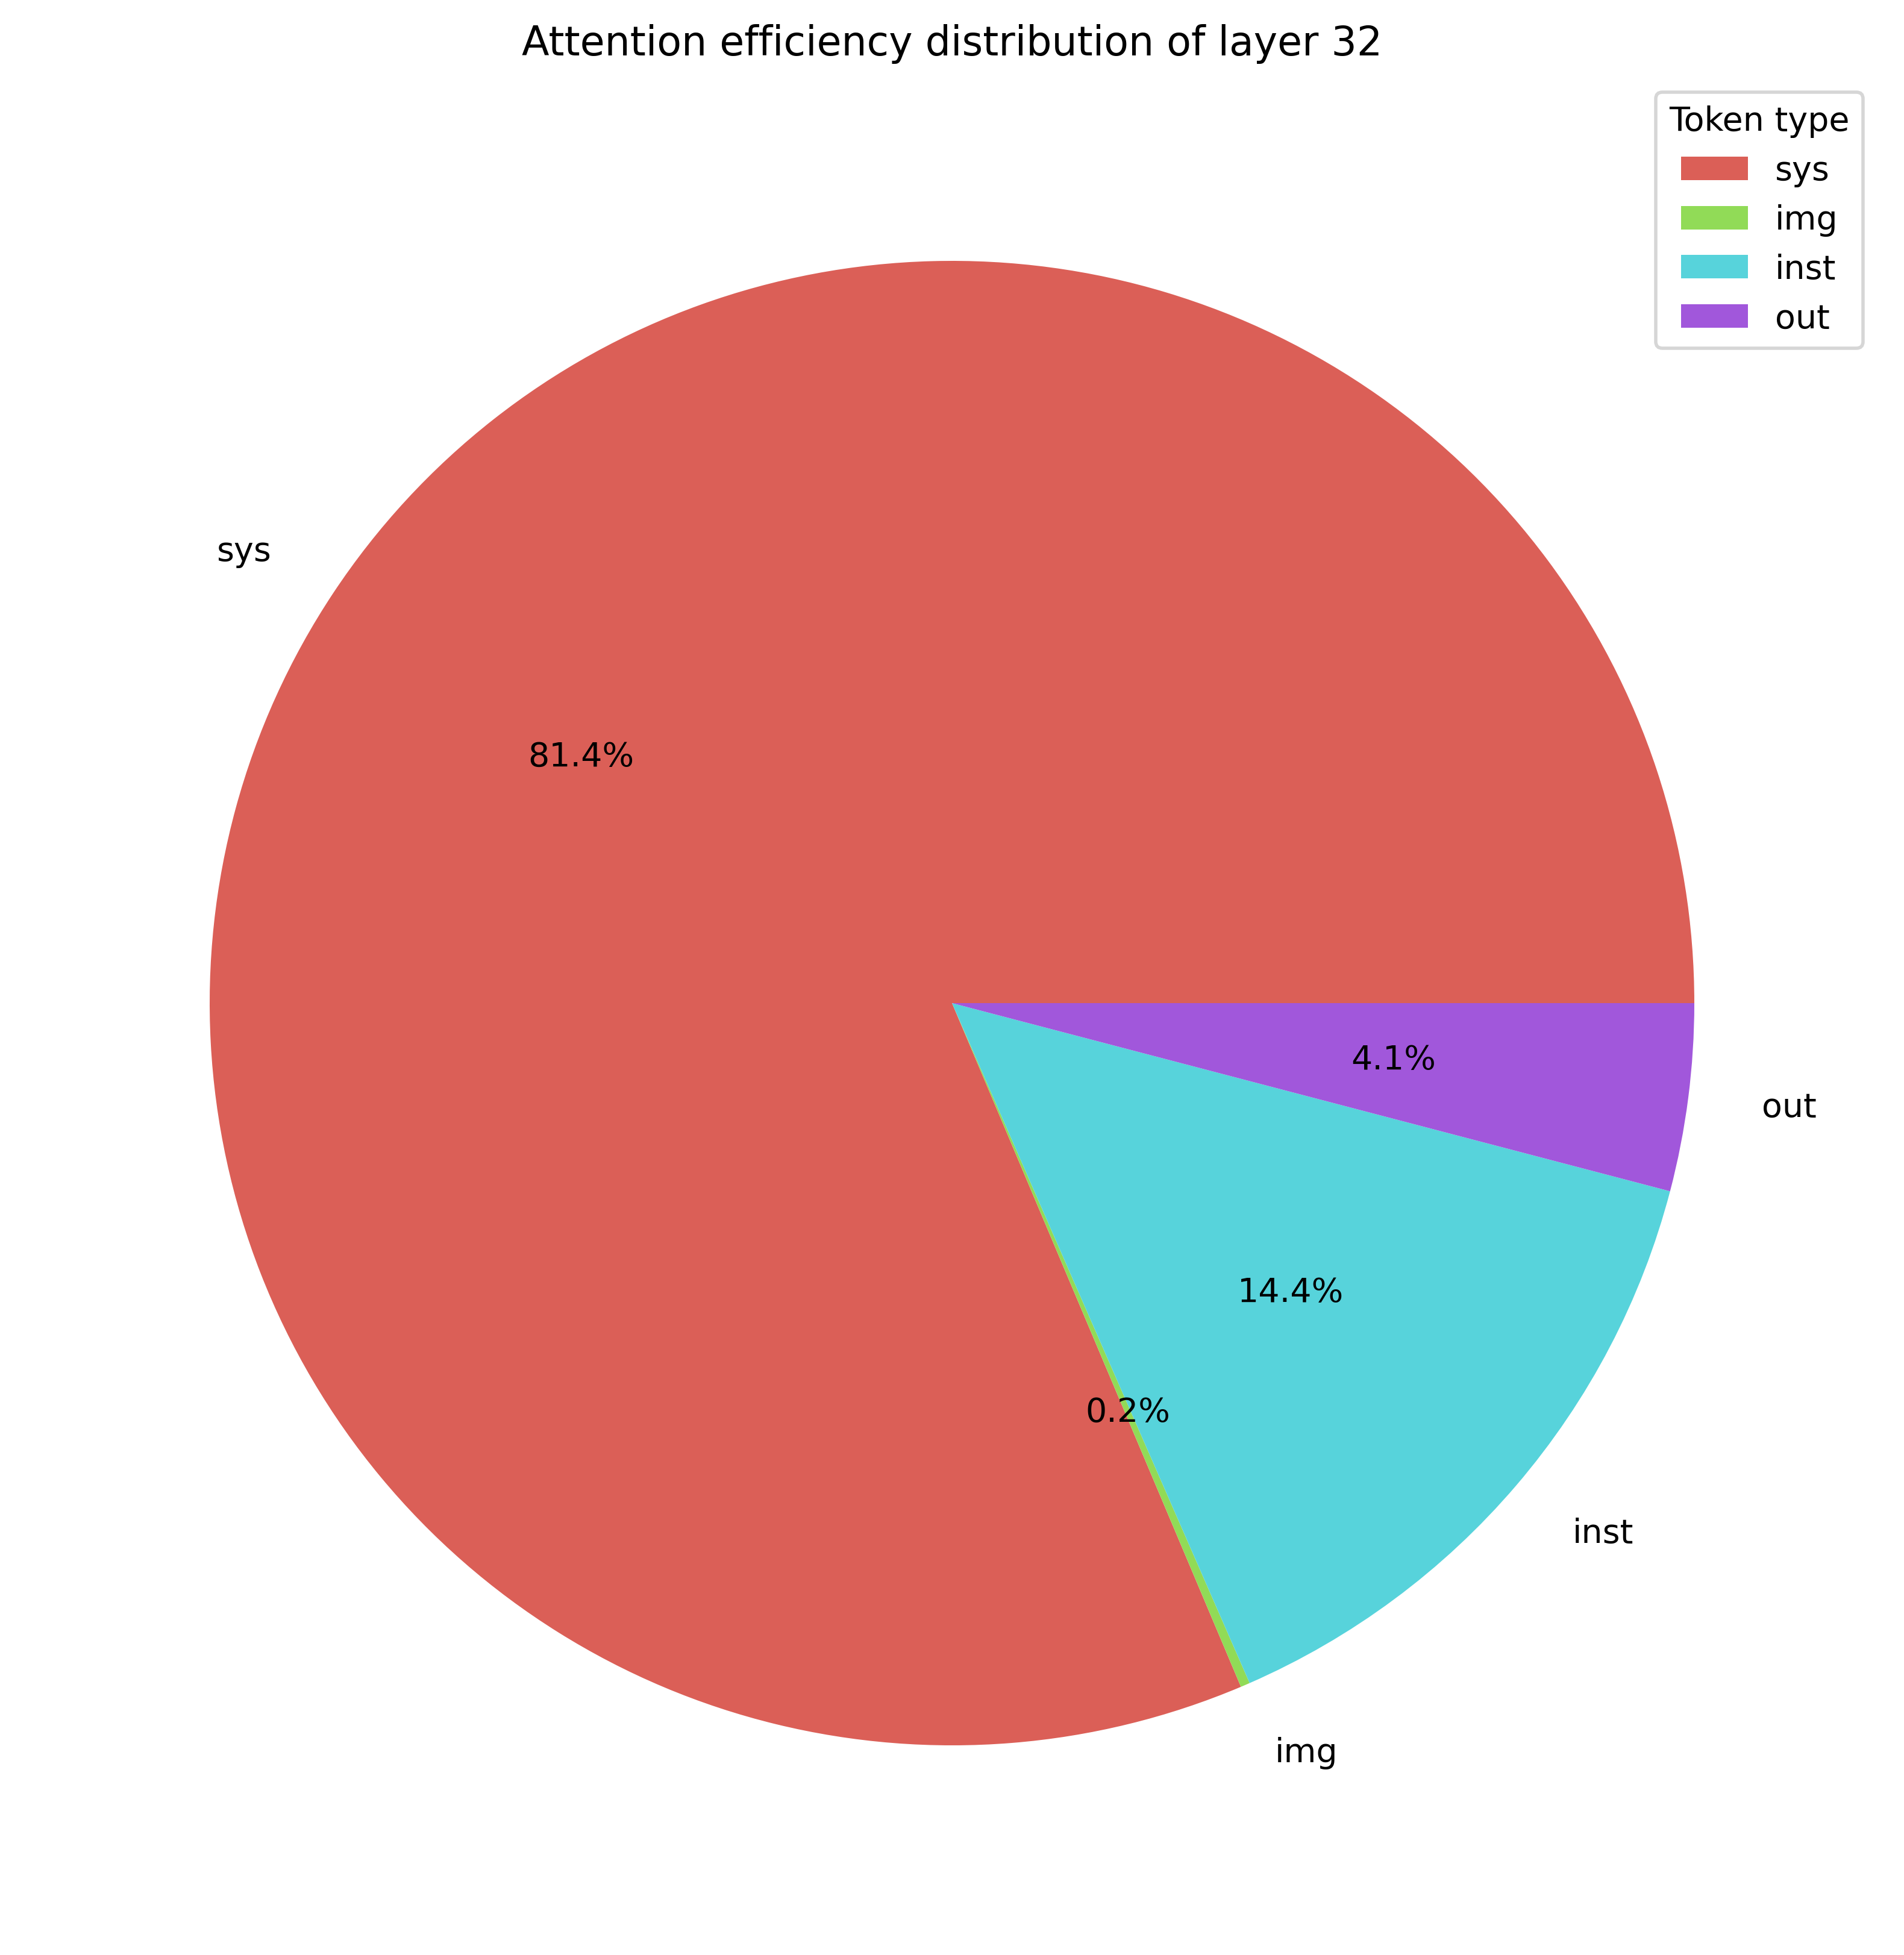 Attention efficiency distribution of layer 32
Token type
sys
img
inst
out
sys
81.4%
4.1%
out
14.4%
0.2%
inst
img